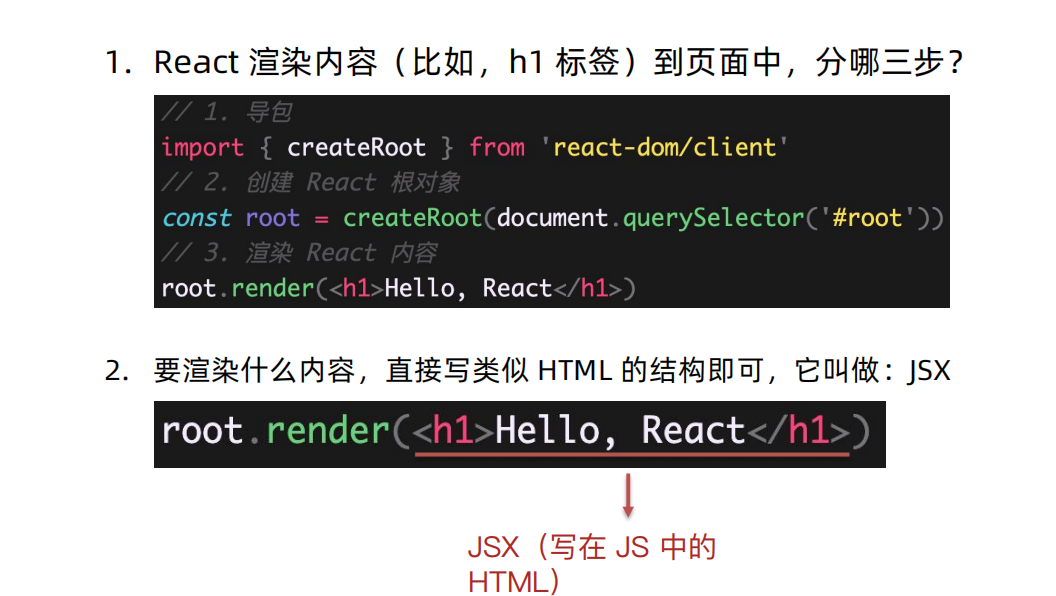 1. React 渲染内容（比如，h1 标签）到页面中，分哪三步？
// 1. 导包
import { createRoot } from 'react-dom/client'
// 2. 创建 React 根对象
const root = createRoot(document.querySelector('#root'))
// 3. 渲染 React 内容
root.render(<h1>Hello, React</h1>)
2. 要渲染什么内容，直接写类似 HTML 的结构即可，它叫做：JSX
root.render(<h1>Hello, React</h1>)
JSX（写在 JS 中的
HTML）